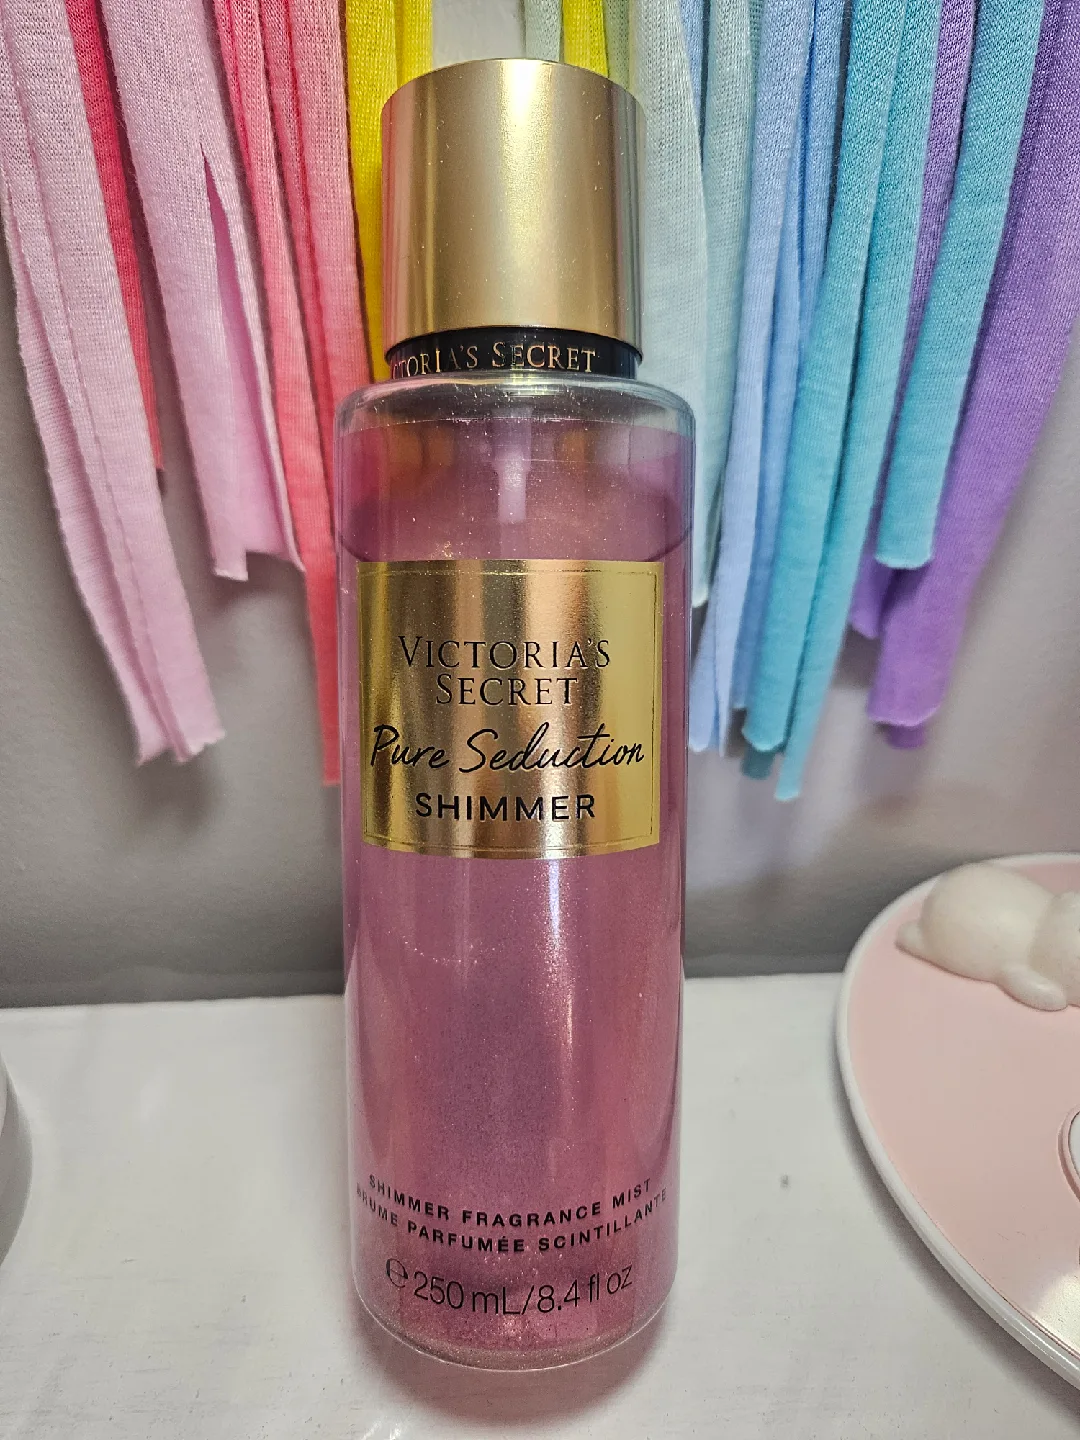 VICTORIA'S SECRET
VICTORIA'S
SECRET
Pure Seduction
SHIMMER
SHIMMER FRAGRANCE MIST
BRUME PARFUMÉE SCINTILLANTE
℮ 250 mL/8.4 fl oz